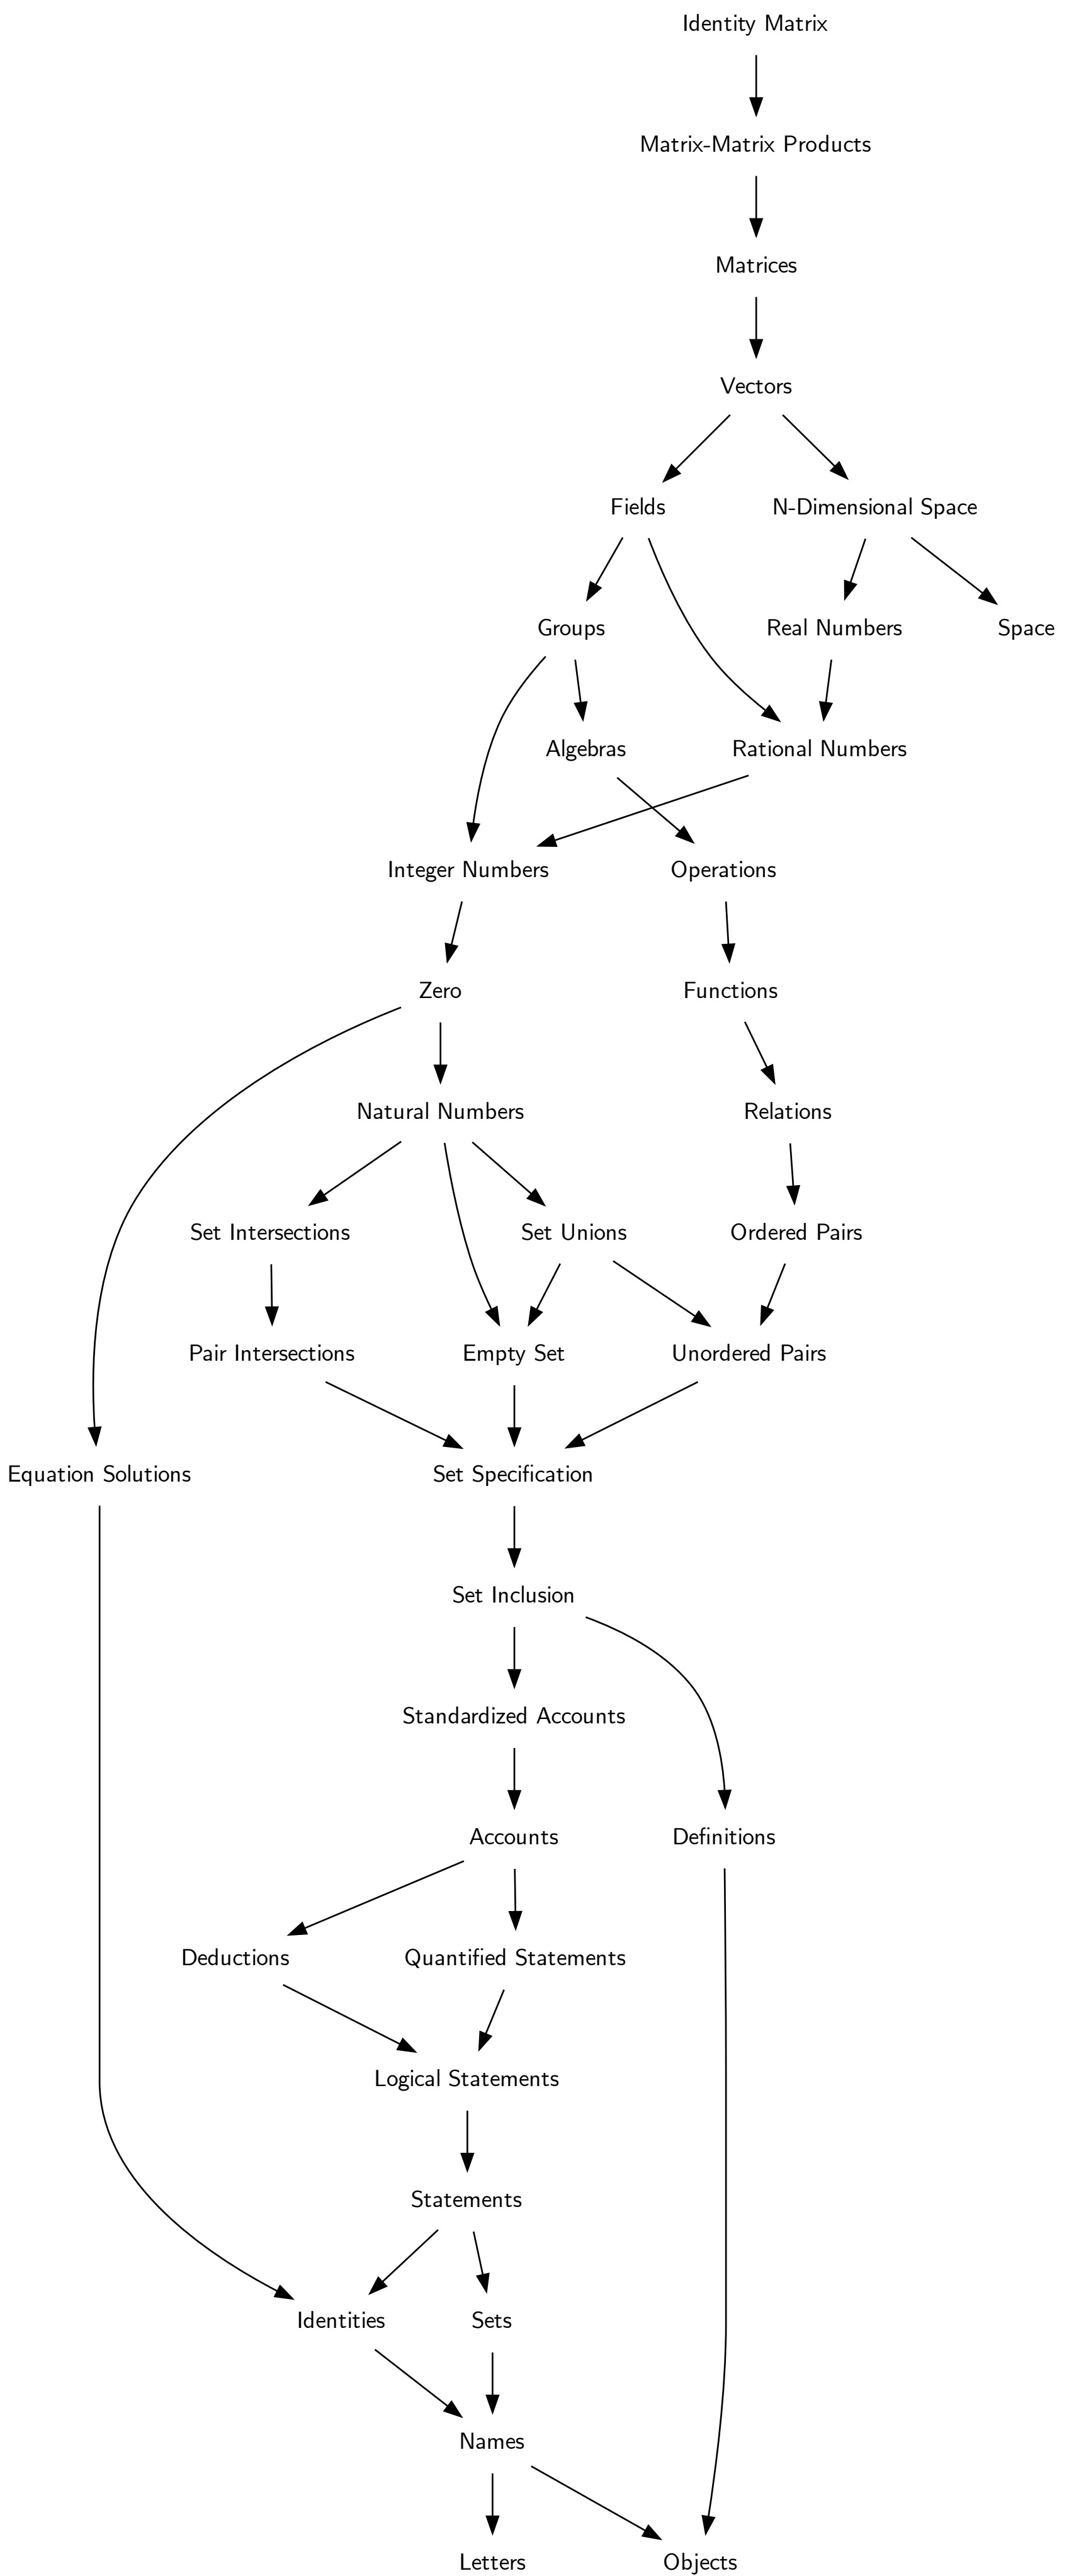 Identity Matrix
Matrix-Matrix Products
Matrices
Vectors
Fields
N-Dimensional Space
Groups
Real Numbers
Space
Algebras
Rational Numbers
Integer Numbers
Operations
Zero
Functions
Natural Numbers
Relations
Set Intersections
Set Unions
Ordered Pairs
Pair Intersections
Empty Set
Unordered Pairs
Equation Solutions
Set Specification
Set Inclusion
Standardized Accounts
Accounts
Definitions
Deductions
Quantified Statements
Logical Statements
Statements
Identities
Sets
Names
Letters
Objects